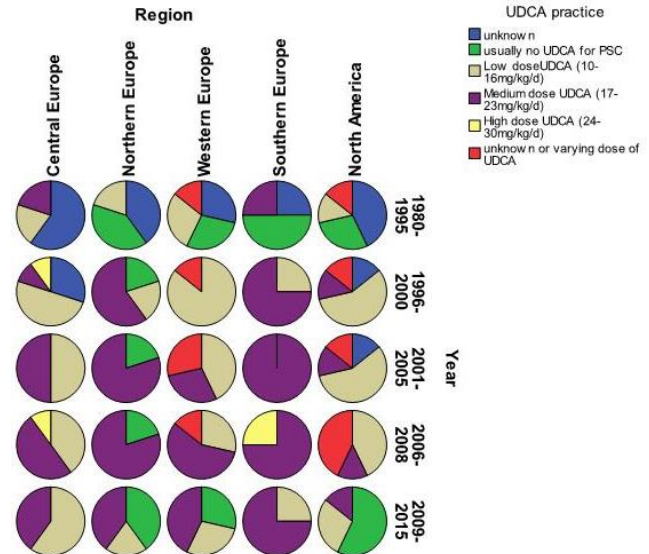 Region
UDCA practice
unknown
usually no UDCA for PSC
Low doseUDCA (10-
16mg/kg/d)
Medium dose UDCA (17-
23mg/kg/d)
High dose UDCA (24-
30mg/kg/d)
unknown or varying dose of
UDCA
Central Europe
Northern Europe
Western Europe
Southern Europe
North America
1980-
1995
1996-
2000
2001-
2005
2006-
2008
2009-
2015
Year